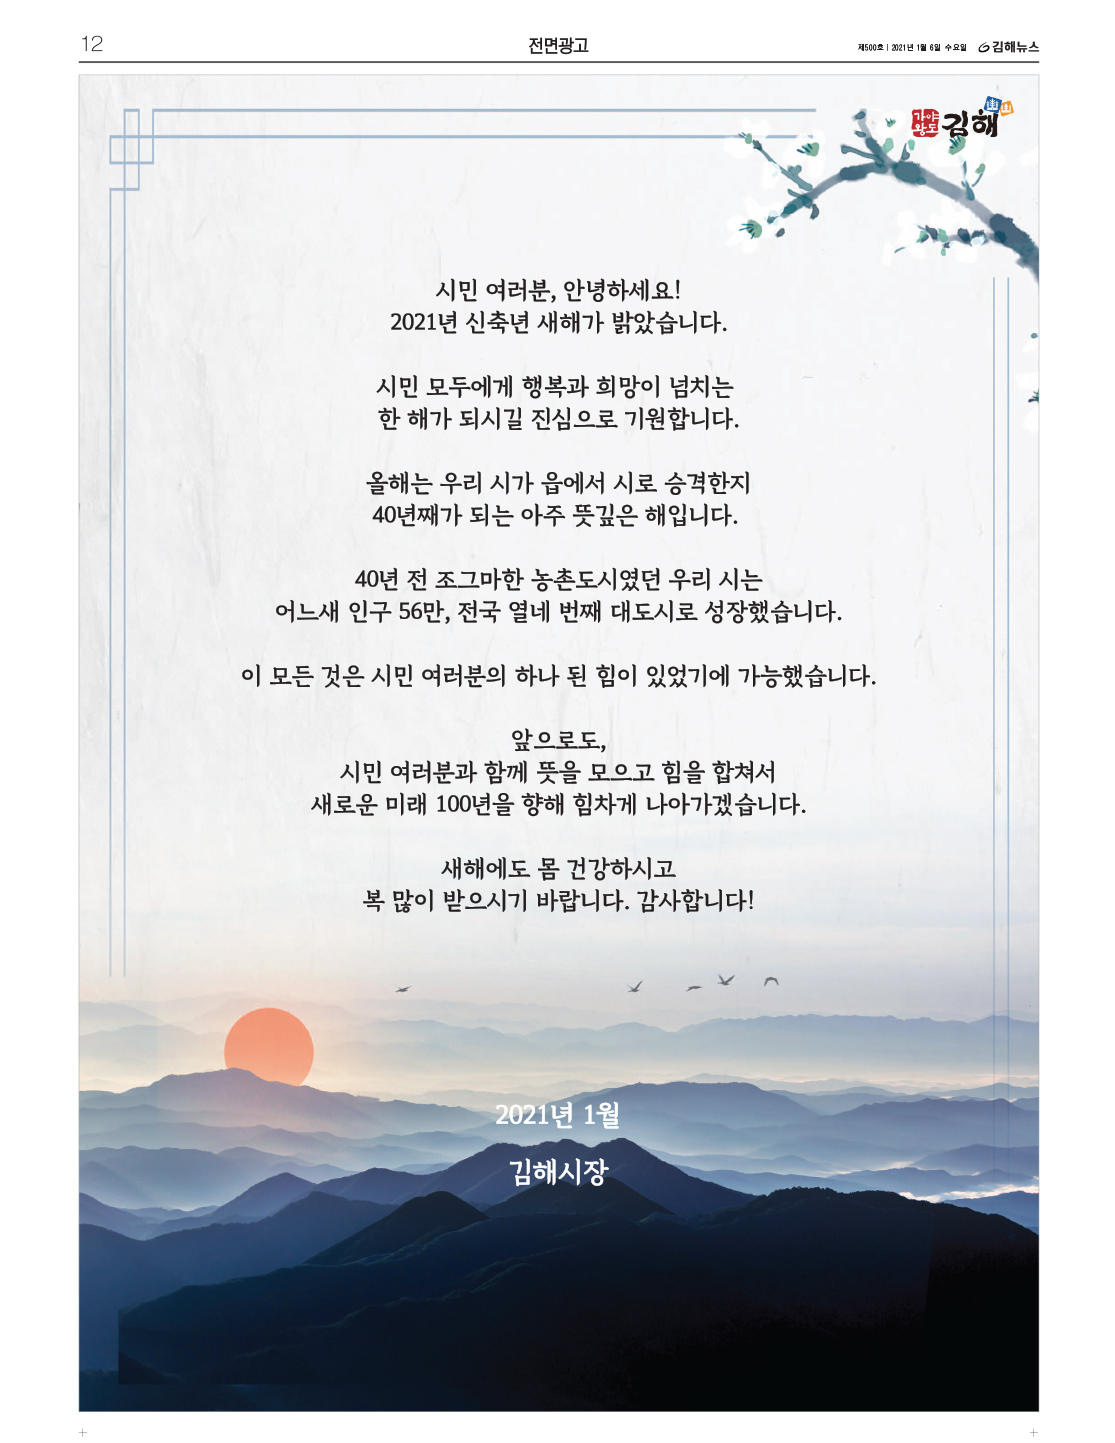 12
전면광고
제500호 | 2021년 1월 6일 수요일 김해뉴스
가야
왕도
김해
시민 여러분, 안녕하세요!
2021년 신축년 새해가 밝았습니다.
시민 모두에게 행복과 희망이 넘치는
한 해가 되시길 진심으로 기원합니다.
올해는 우리 시가 읍에서 시로 승격한지
40년째가 되는 아주 뜻깊은 해입니다.
40년 전 조그마한 농촌도시였던 우리 시는
어느새 인구 56만, 전국 열네 번째 대도시로 성장했습니다.
이 모든 것은 시민 여러분의 하나 된 힘이 있었기에 가능했습니다.
앞으로도,
시민 여러분과 함께 뜻을 모으고 힘을 합쳐서
새로운 미래 100년을 향해 힘차게 나아가겠습니다.
새해에도 몸 건강하시고
복 많이 받으시기 바랍니다. 감사합니다!
2021년 1월
김해시장